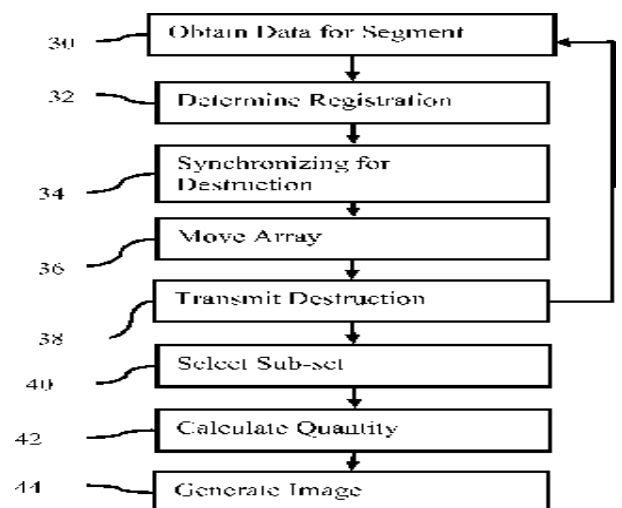 30 Obtain Data for Segment
32 Determine Registration
34 Synchronizing for
Destruction
36 Move Array
38 Transmit Destruction
40 Select Sub-set
42 Calculate Quantity
44 Generate Image